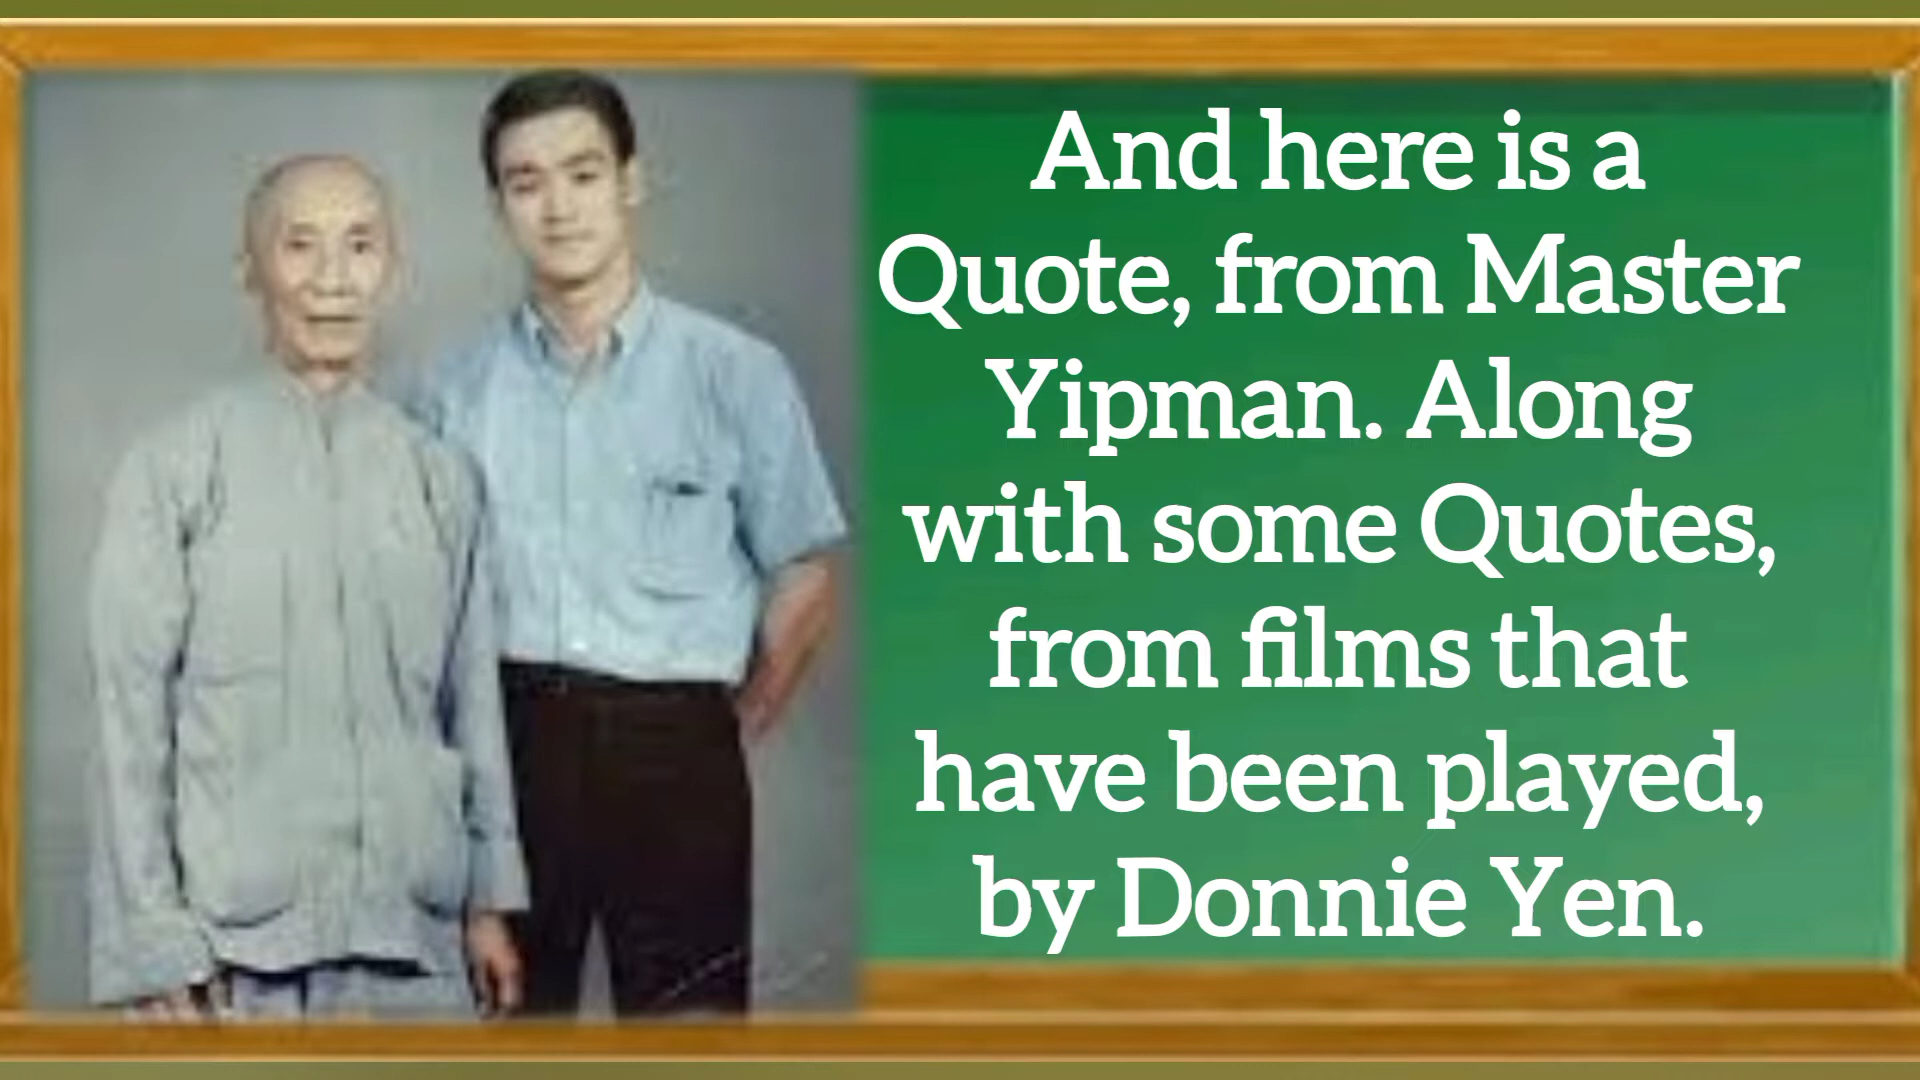 And here is a
Quote, from Master
Yipman. Along
with some Quotes,
from films that
have been played,
by Donnie Yen.